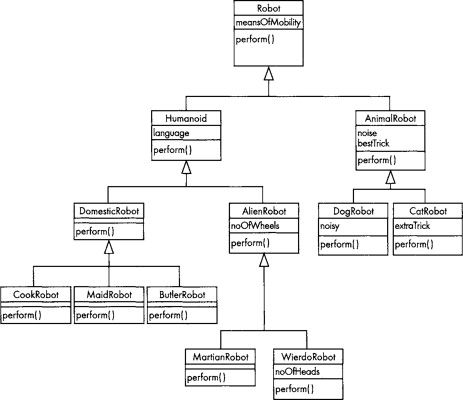 Robot
meansOfMobility
perform()
Humanoid
language
perform()
AnimalRobot
noise
bestTrick
perform()
DomesticRobot
perform()
AlienRobot
noOfWheels
perform()
DogRobot
noisy
perform()
CatRobot
extraTrick
perform()
CookRobot
perform()
MaidRobot
perform()
ButlerRobot
perform()
MartianRobot
perform()
WierdoRobot
noOfHeads
perform()